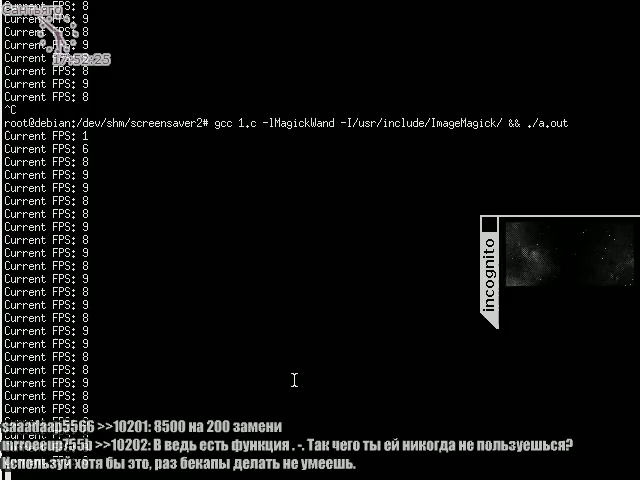 Сантьяго
Current FPS: 8
Current FPS: 9
Current FPS: 8
Current FPS: 9
Current FPS: 8
17:52:25
Current FPS: 8
Current FPS: 9
Current FPS: 8
^C
root@debian:/dev/shm/screensaver2# gcc 1.c -lMagickWand -I/usr/include/ImageMagick/ && ./a.out
Current FPS: 1
Current FPS: 6
Current FPS: 8
Current FPS: 9
Current FPS: 9
Current FPS: 8
Current FPS: 8
Current FPS: 9
Current FPS: 8
Current FPS: 9
Current FPS: 8
Current FPS: 9
Current FPS: 8
Current FPS: 9
Current FPS: 8
Current FPS: 9
Current FPS: 9
Current FPS: 8
Current FPS: 8
Current FPS: 9
Current FPS: 8
Current FPS: 8
incognito
saaadaap5566 >>10201: 8500 на 200 замени
>>10202: В ведь есть функция . -. Так чего ты ей никогда не пользуешься?
Используй хотя бы это, раз бекапы делать не умеешь.